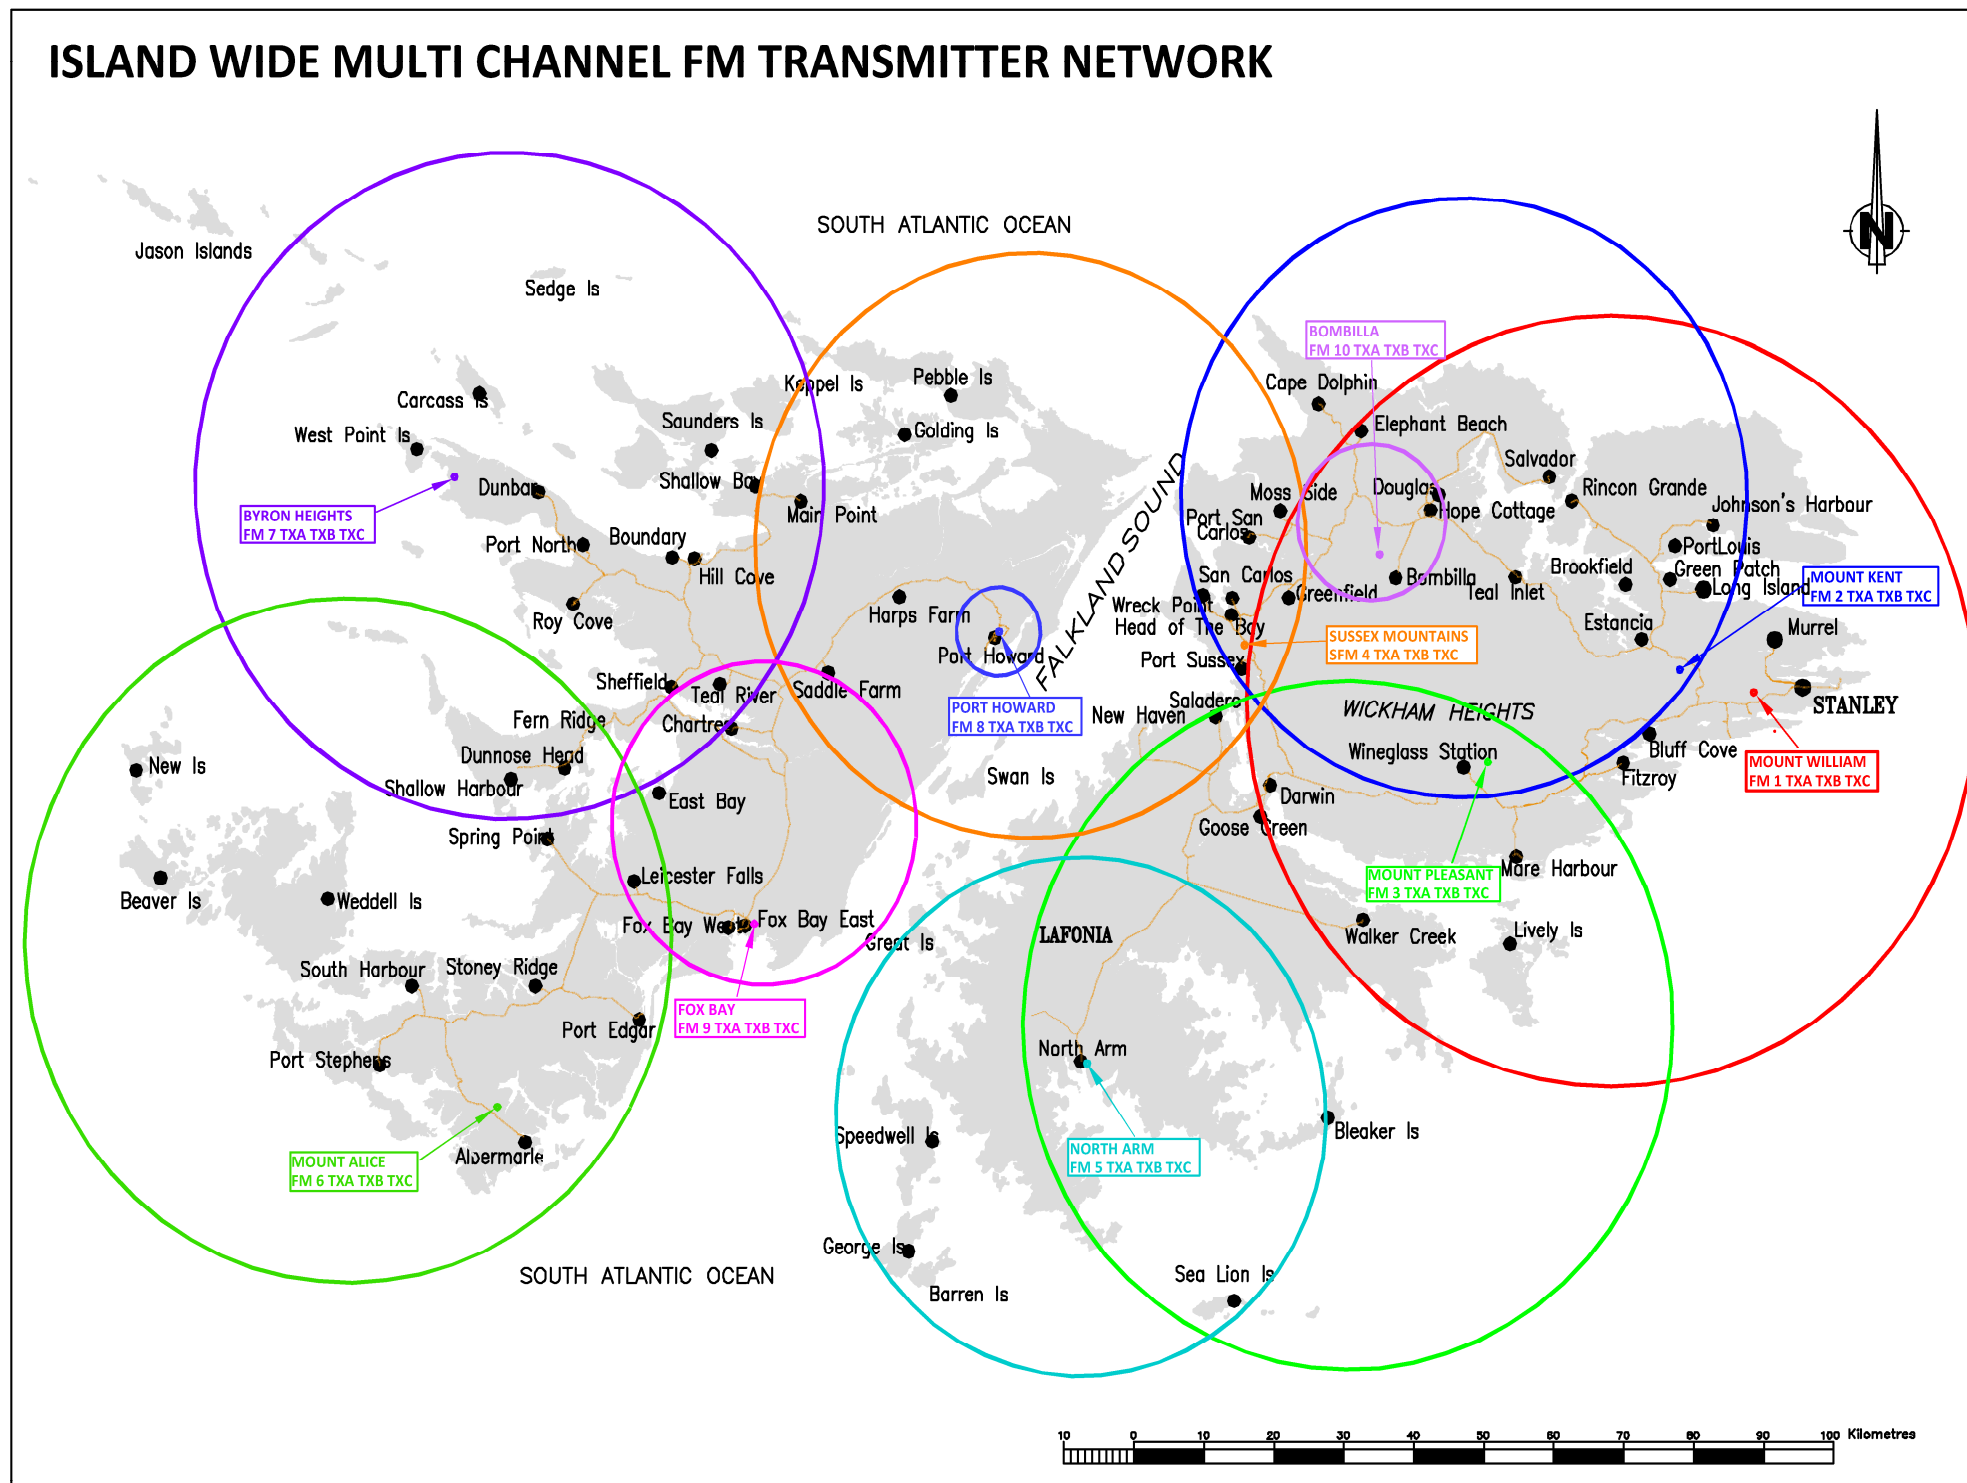 ISLAND WIDE MULTI CHANNEL FM TRANSMITTER NETWORK
SOUTH ATLANTIC OCEAN
N
Jason Islands
Sedge Is
BOMBILLA
FM 10 TXA TXB TXC
Keppel Is
Pebble Is
Cape Dolphin
Carcass Is
Saunders Is
Golding Is
Elephant Beach
West Point Is
Salvador
Shallow Bay
Dunbar
Moss Side
Douglas
Rincon Grande
Johnson's Harbour
Main Point
Port San
Carlos
Hope Cottage
BYRON HEIGHTS
FM 7 TXA TXB TXC
Port North
Boundary
FALKLAND SOUND
PortLouis
Hill Cove
San Carlos
Bombilla
Brookfield
Green Patch
Long Island
MOUNT KENT
FM 2 TXA TXB TXC
Teal Inlet
Greenfield
Wreck Point
Harps Farm
Roy Cove
Head of The Bay
Estancia
Murrel
SUSSEX MOUNTAINS
SFM 4 TXA TXB TXC
Port Howard
Port Sussex
Sheffield
Teal River
Saddle Farm
Saladero
PORT HOWARD
FM 8 TXA TXB TXC
New Haven
WICKHAM HEIGHTS
STANLEY
Fern Ridge
Chartres
Dunnose Head
Wineglass Station
Bluff Cove
MOUNT WILLIAM
FM 1 TXA TXB TXC
New Is
Swan Is
Fitzroy
Shallow Harbour
East Bay
Darwin
Goose Green
Spring Point
Leicester Falls
MOUNT PLEASANT
FM 3 TXA TXB TXC
Mare Harbour
Beaver Is
Weddell Is
Fox Bay West
Fox Bay East
Great Is
LAFONIA
Walker Creek
Lively Is
South Harbour
Stoney Ridge
FOX BAY
FM 9 TXA TXB TXC
Port Edgar
Port Stephens
North Arm
Speedwell Is
Bleaker Is
NORTH ARM
FM 5 TXA TXB TXC
MOUNT ALICE
FM 6 TXA TXB TXC
Albermarle
George Is
SOUTH ATLANTIC OCEAN
Barren Is
Sea Lion Is
10 0 10 20 30 40 50 60 70 80 90 100 Kilometres